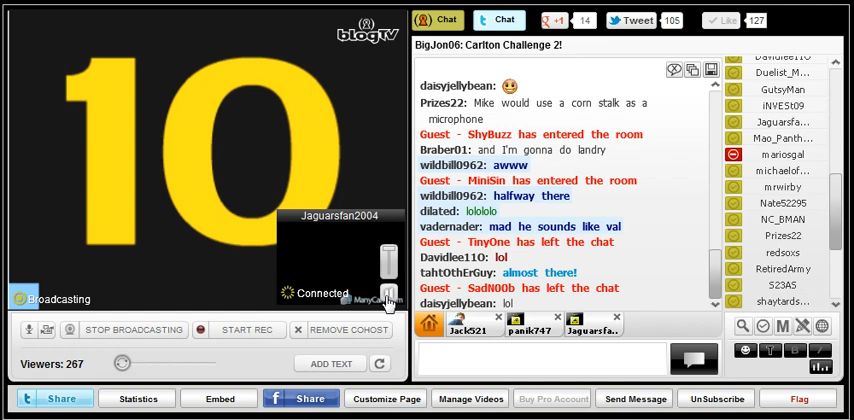 10
blogTV
Jaguarsfan2004
Connected
Broadcasting
STOP BROADCASTING
START REC
REMOVE COHOST
Viewers: 267
ADD TEXT
Chat
Chat
+1
14
Tweet
105
Like
127
BigJon06: Carlton Challenge 2!
daisyjellybean:
Prizes22: Mike would use a corn stalk as a
microphone
Guest - ShyBuzz has entered the room
Braber01: and I'm gonna do landry
wildbill0962: awww
Guest - MiniSin has entered the room
wildbill0962: halfway there
dilated: lolololo
vadernader: mad he sounds like val
Guest - TinyOne has left the chat
Davidlee11O: lol
tahtOthErGuy: almost there!
Guest - SadN00b has left the chat
daisyjellybean: lol
Davidlee11O
Duelist_M...
GutsyMan
iNVESt09
Jaguarsfa...
Mao_Panth...
mariosgal
michaelof...
mrwirby
Nate52295
NC_BMAN
Prizes22
redsoxs
RetiredArmy
S23AS
shaytards...
Jack521
panik747
Jaguarsfa..
M
T
B
I
Share
Statistics
Embed
Share
Customize Page
Manage Videos
Buy Pro Account
Send Message
UnSubscribe
Flag